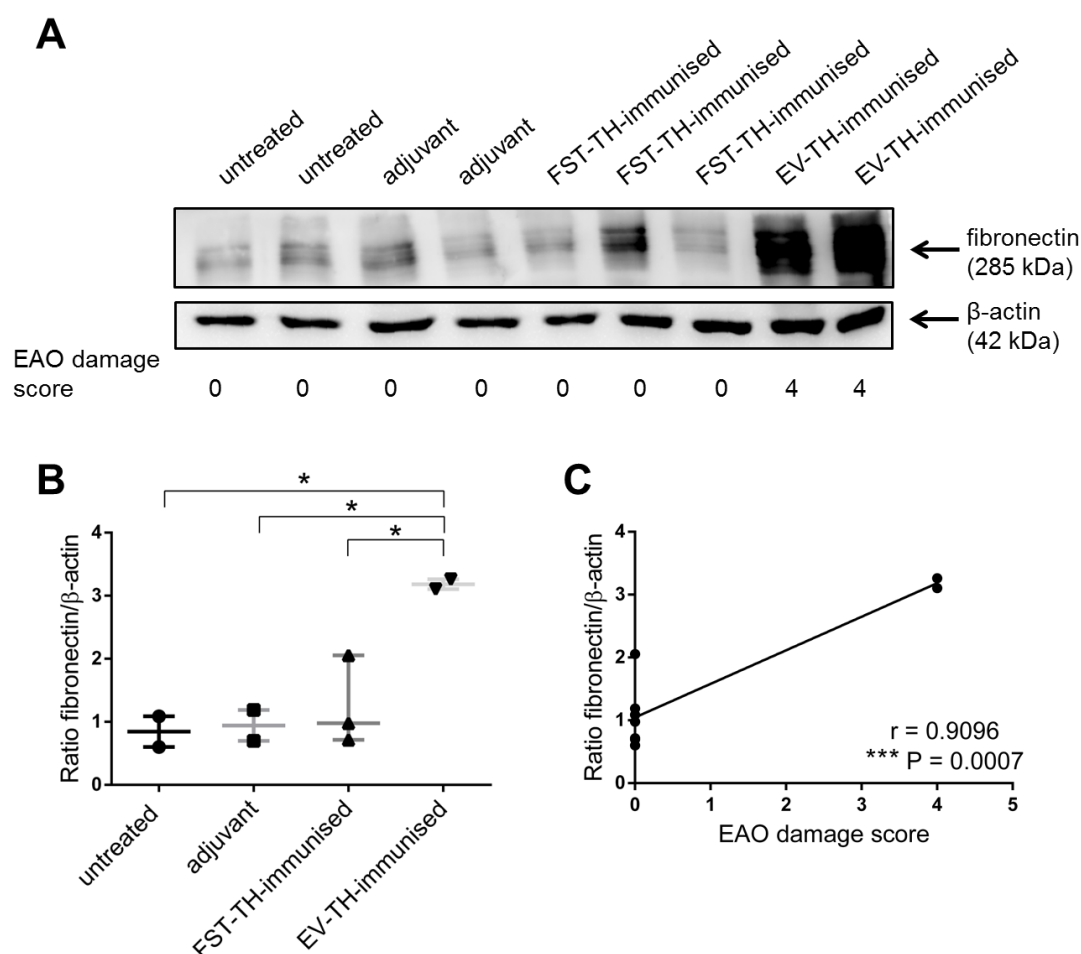 A
untreated
untreated
adjuvant
adjuvant
FST-TH-immunised
FST-TH-immunised
FST-TH-immunised
EV-TH-immunised
EV-TH-immunised
fibronectin
(285 kDa)
β-actin
(42 kDa)
EAO damage
score
0 0 0 0 0 0 0 4 4
B
* 
*
*
Ratio fibronectin/β-actin
4
3
2
1
0
untreated
adjuvant
FST-TH-immunised
EV-TH-immunised
C
Ratio fibronectin/β-actin
4
3
2
1
0
r = 0.9096
*** P = 0.0007
0 1 2 3 4 5
EAO damage score